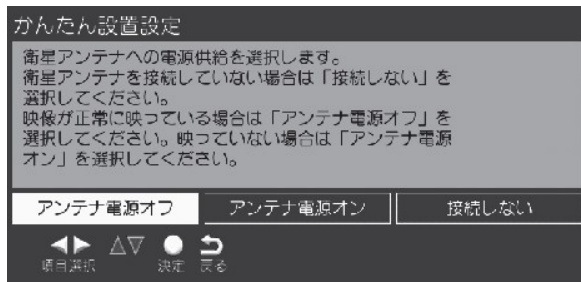 かんたん設置設定
衛星アンテナへの電源供給を選択します。
衛星アンテナを接続していない場合は「接続しない」を
選択してください。
映像が正常に映っている場合は「アンテナ電源オフ」を
選択してください。映っていない場合は「アンテナ電源
オン」を選択してください。
アンテナ電源オフ アンテナ電源オン 接続しない
項目選択 決定 戻る